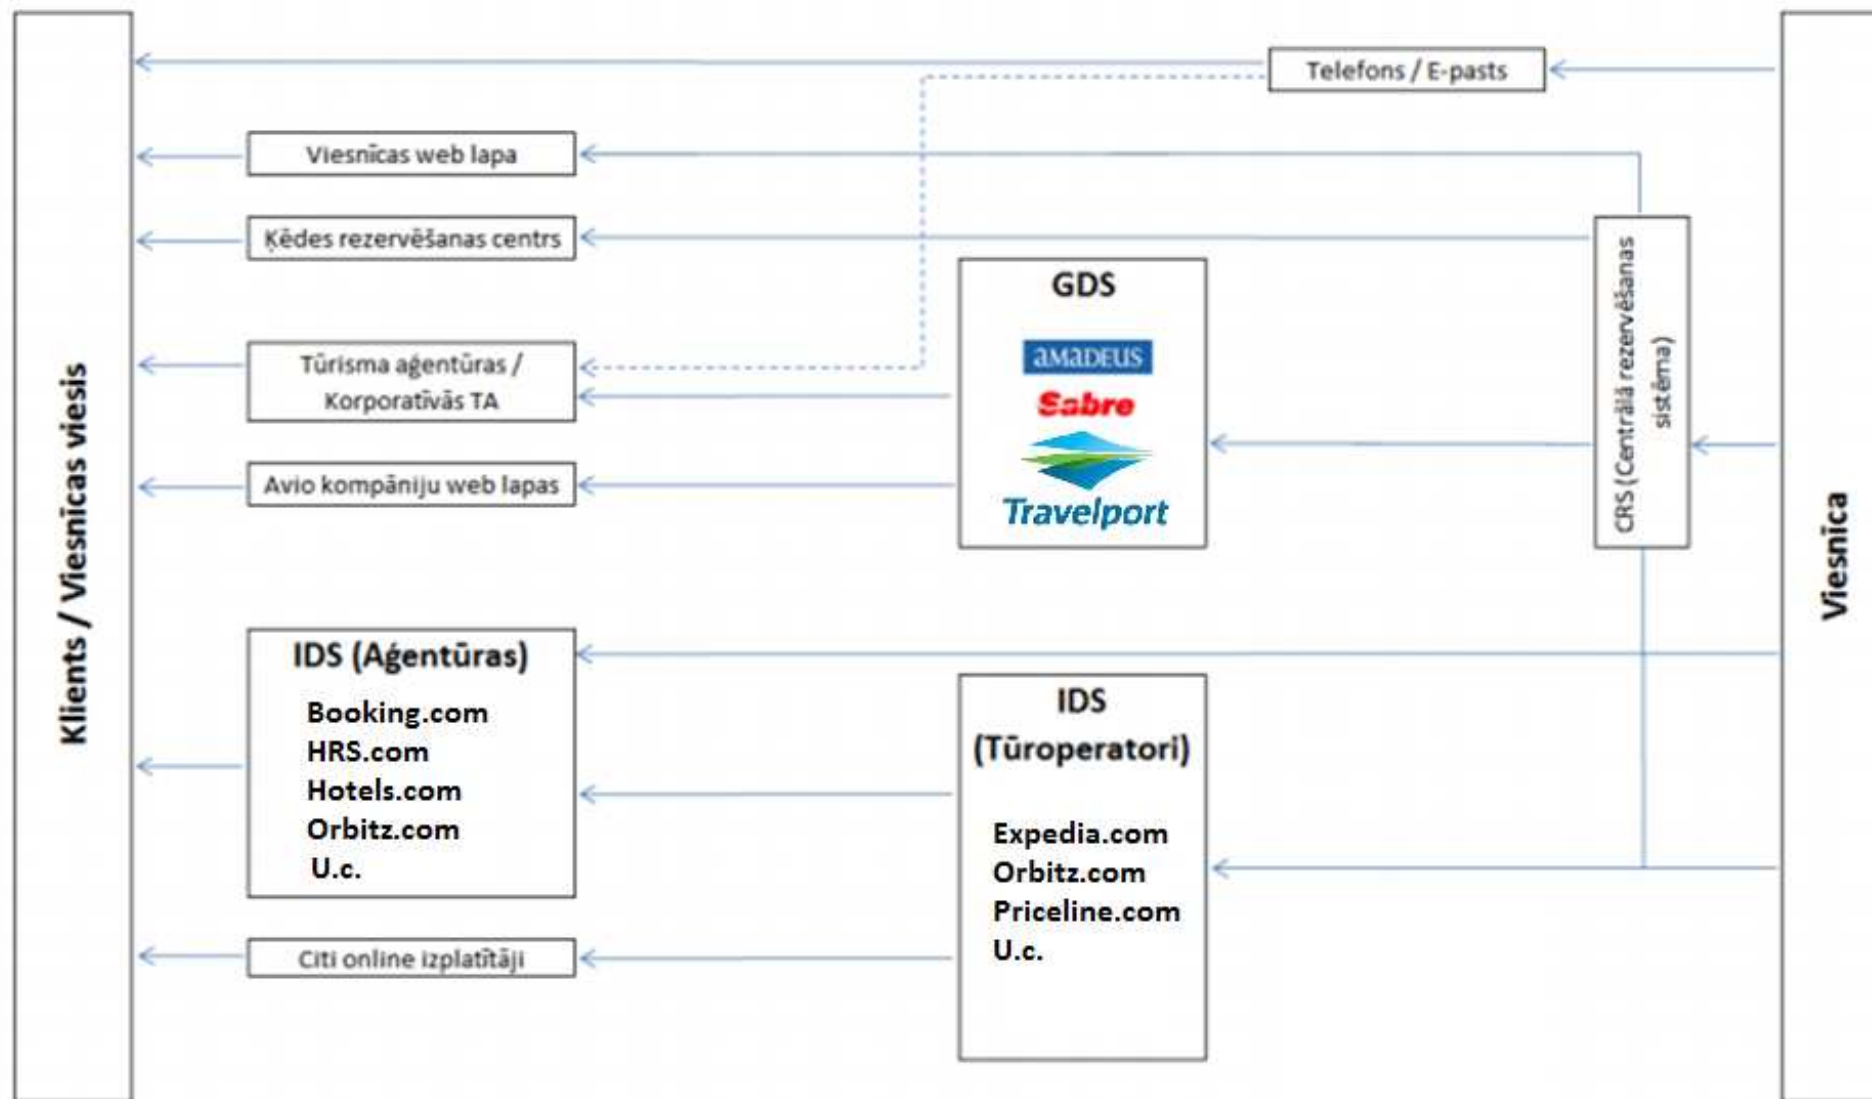 Klients / Viesnīcas viesis
Telefons / E-pasts
Viesnīcas web lapa
Ķēdes rezervēšanas centrs
Tūrisma aģentūras /
Korporatīvās TA
Avio kompāniju web lapas
GDS
amadeus
Sabre
Travelport
CRS (Centrālā rezervēšanas
sistēma)
Viesnīca
IDS (Aģentūras)
Booking.com
HRS.com
Hotels.com
Orbitz.com
U.c.
IDS
(Tūroperatori)
Expedia.com
Orbitz.com
Priceline.com
U.c.
Citi online izplatītāji